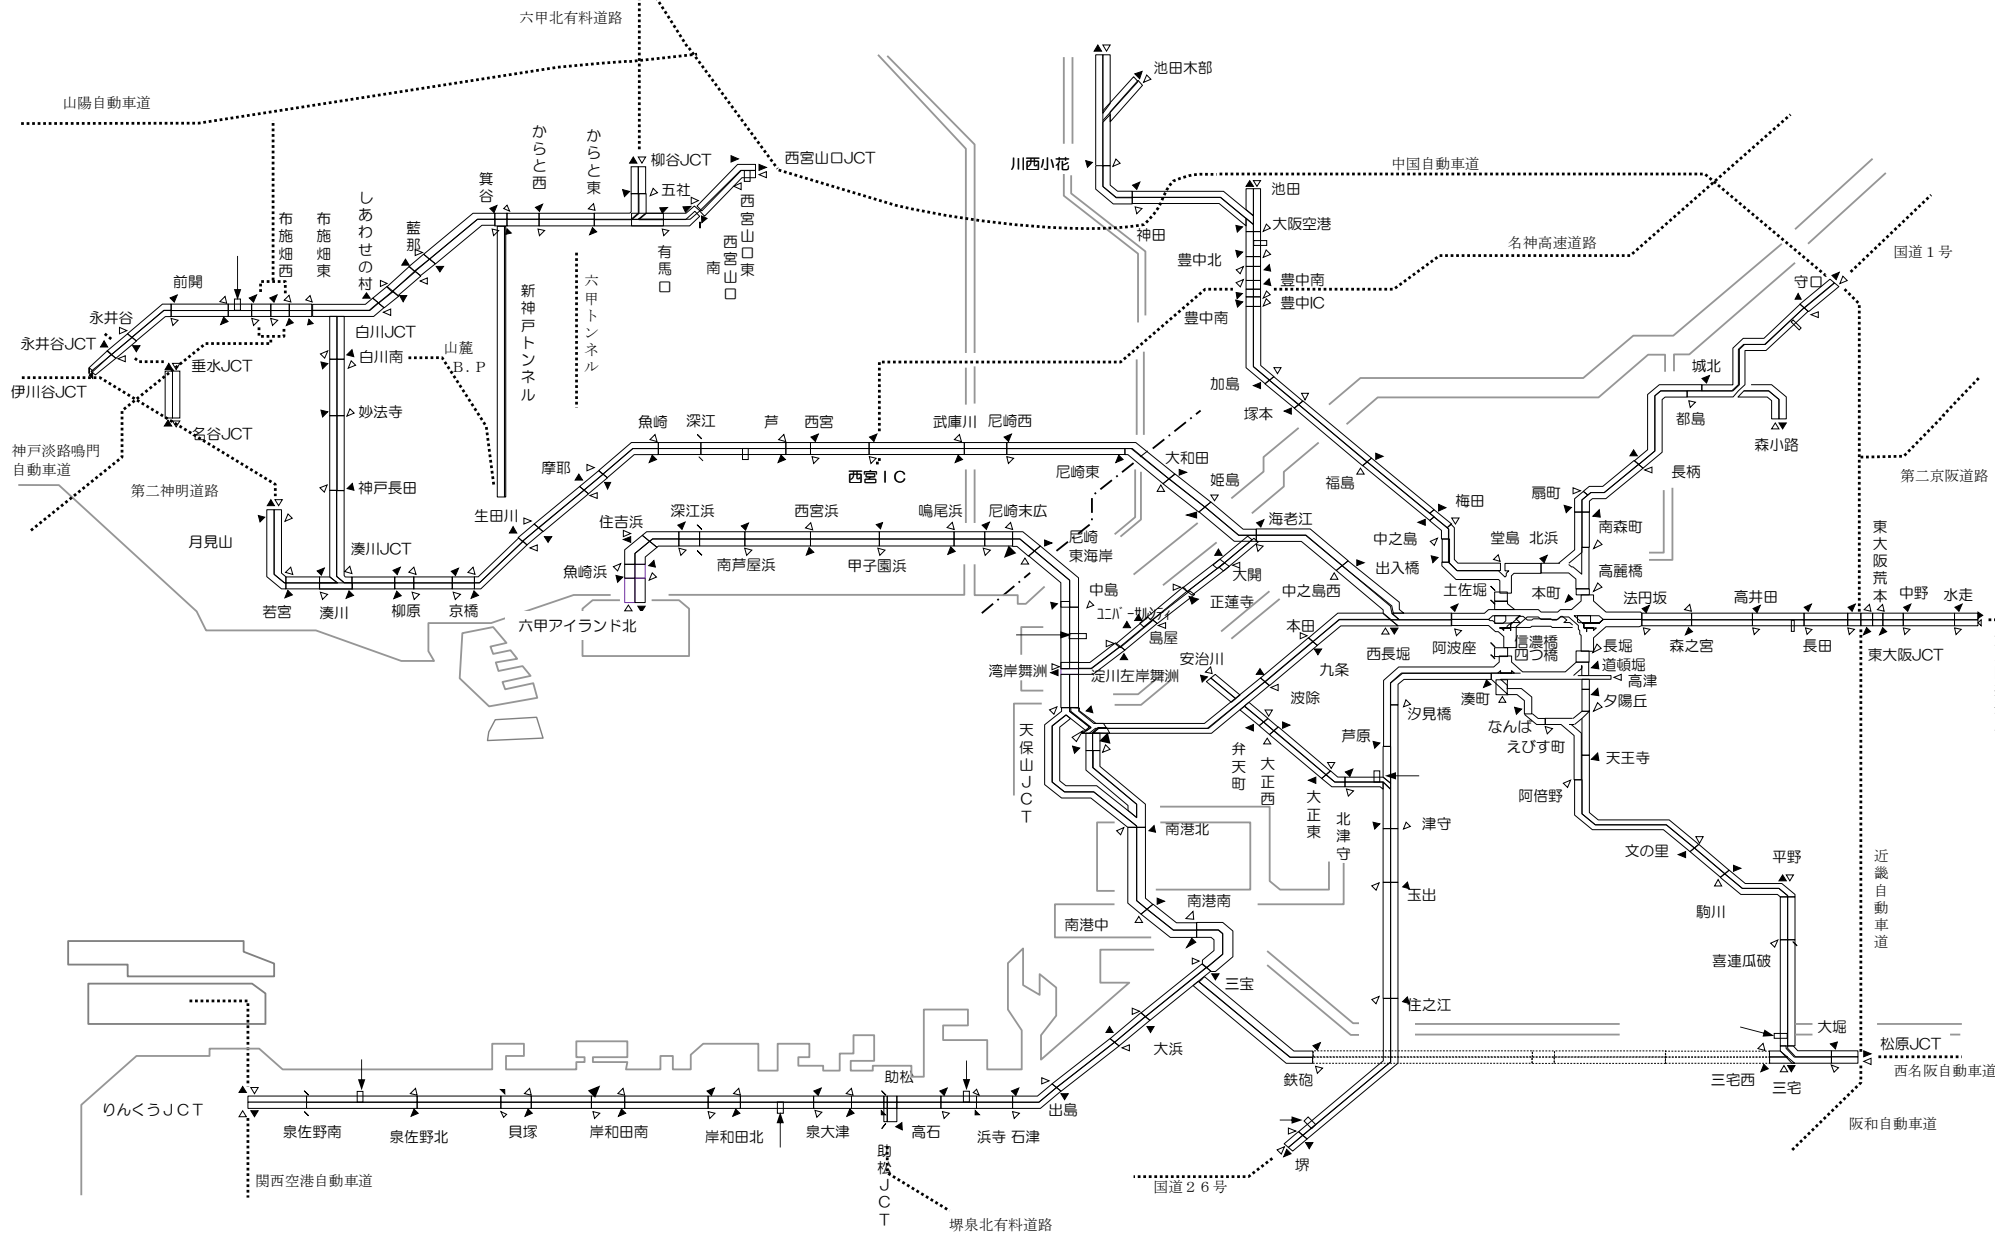 六甲北有料道路
山陽自動車道
池田木部
川西小花
中国自動車道
西宮山口JCT
柳谷JCT
からと西
からと東
五社
箕谷
池田
大阪空港
神田
名神高速道路
国道１号
守口
豊中北
豊中南
豊中IC
豊中南
布施畑西
布施畑東
しあわせの村
藍那
有馬口
西宮山口南
西宮山口東
六甲トンネル
新神戸トンネル
前開
永井谷
永井谷JCT
伊川谷JCT
垂水JCT
名谷JCT
白川JCT
白川南
山麓
B.P
妙法寺
神戸淡路鳴門
自動車道
第二神明道路
神戸長田
月見山
湊川JCT
若宮
湊川
柳原
京橋
生田川
摩耶
魚崎
深江
芦
西宮
西宮ＩＣ
武庫川
尼崎西
尼崎東
大和田
姫島
海老江
加島
塚本
福島
梅田
中之島
出入橋
堂島
北浜
城北
都島
森小路
長柄
扇町
南森町
高麗橋
第二京阪道路
東大阪荒本
住吉浜
魚崎浜
六甲アイランド北
深江浜
南芦屋浜
西宮浜
甲子園浜
鳴尾浜
尼崎末広
尼崎
東海岸
中島
ﾕﾆﾊﾞｰｻﾙｼﾃｨ
大開
正蓮寺
島屋
湾岸舞洲
淀川左岸舞洲
安治川
中之島西
本田
九条
波除
西長堀
阿波座
土佐堀
本町
信濃橋
四つ橋
法円坂
森之宮
高井田
長田
中野
水走
東大阪JCT
長堀
道頓堀
高津
夕陽丘
湊町
なんば
えびす町
天王寺
阿倍野
汐見橋
芦原
天保山JCT
弁天町
大正西
大正東
北津守
津守
玉出
住之江
南港北
南港中
南港南
三宝
大浜
出島
鉄砲
堺
文の里
駒川
平野
喜連瓜破
近畿自動車道
大堀
松原JCT
西名阪自動車道
三宅西
三宅
阪和自動車道
国道２６号
りんくうＪＣＴ
泉佐野南
泉佐野北
貝塚
岸和田南
岸和田北
泉大津
助松
高石
浜寺
石津
助松JCT
関西空港自動車道
堺泉北有料道路